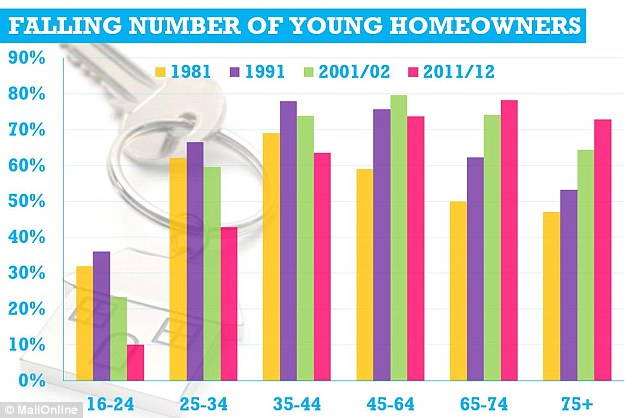 FALLING NUMBER OF YOUNG HOMEOWNERS
90%
1981 1991 2001/02 2011/12
80%
70%
60%
50%
40%
30%
20%
10%
0%
16-24 25-34 35-44 45-64 65-74 75+
© MailOnline